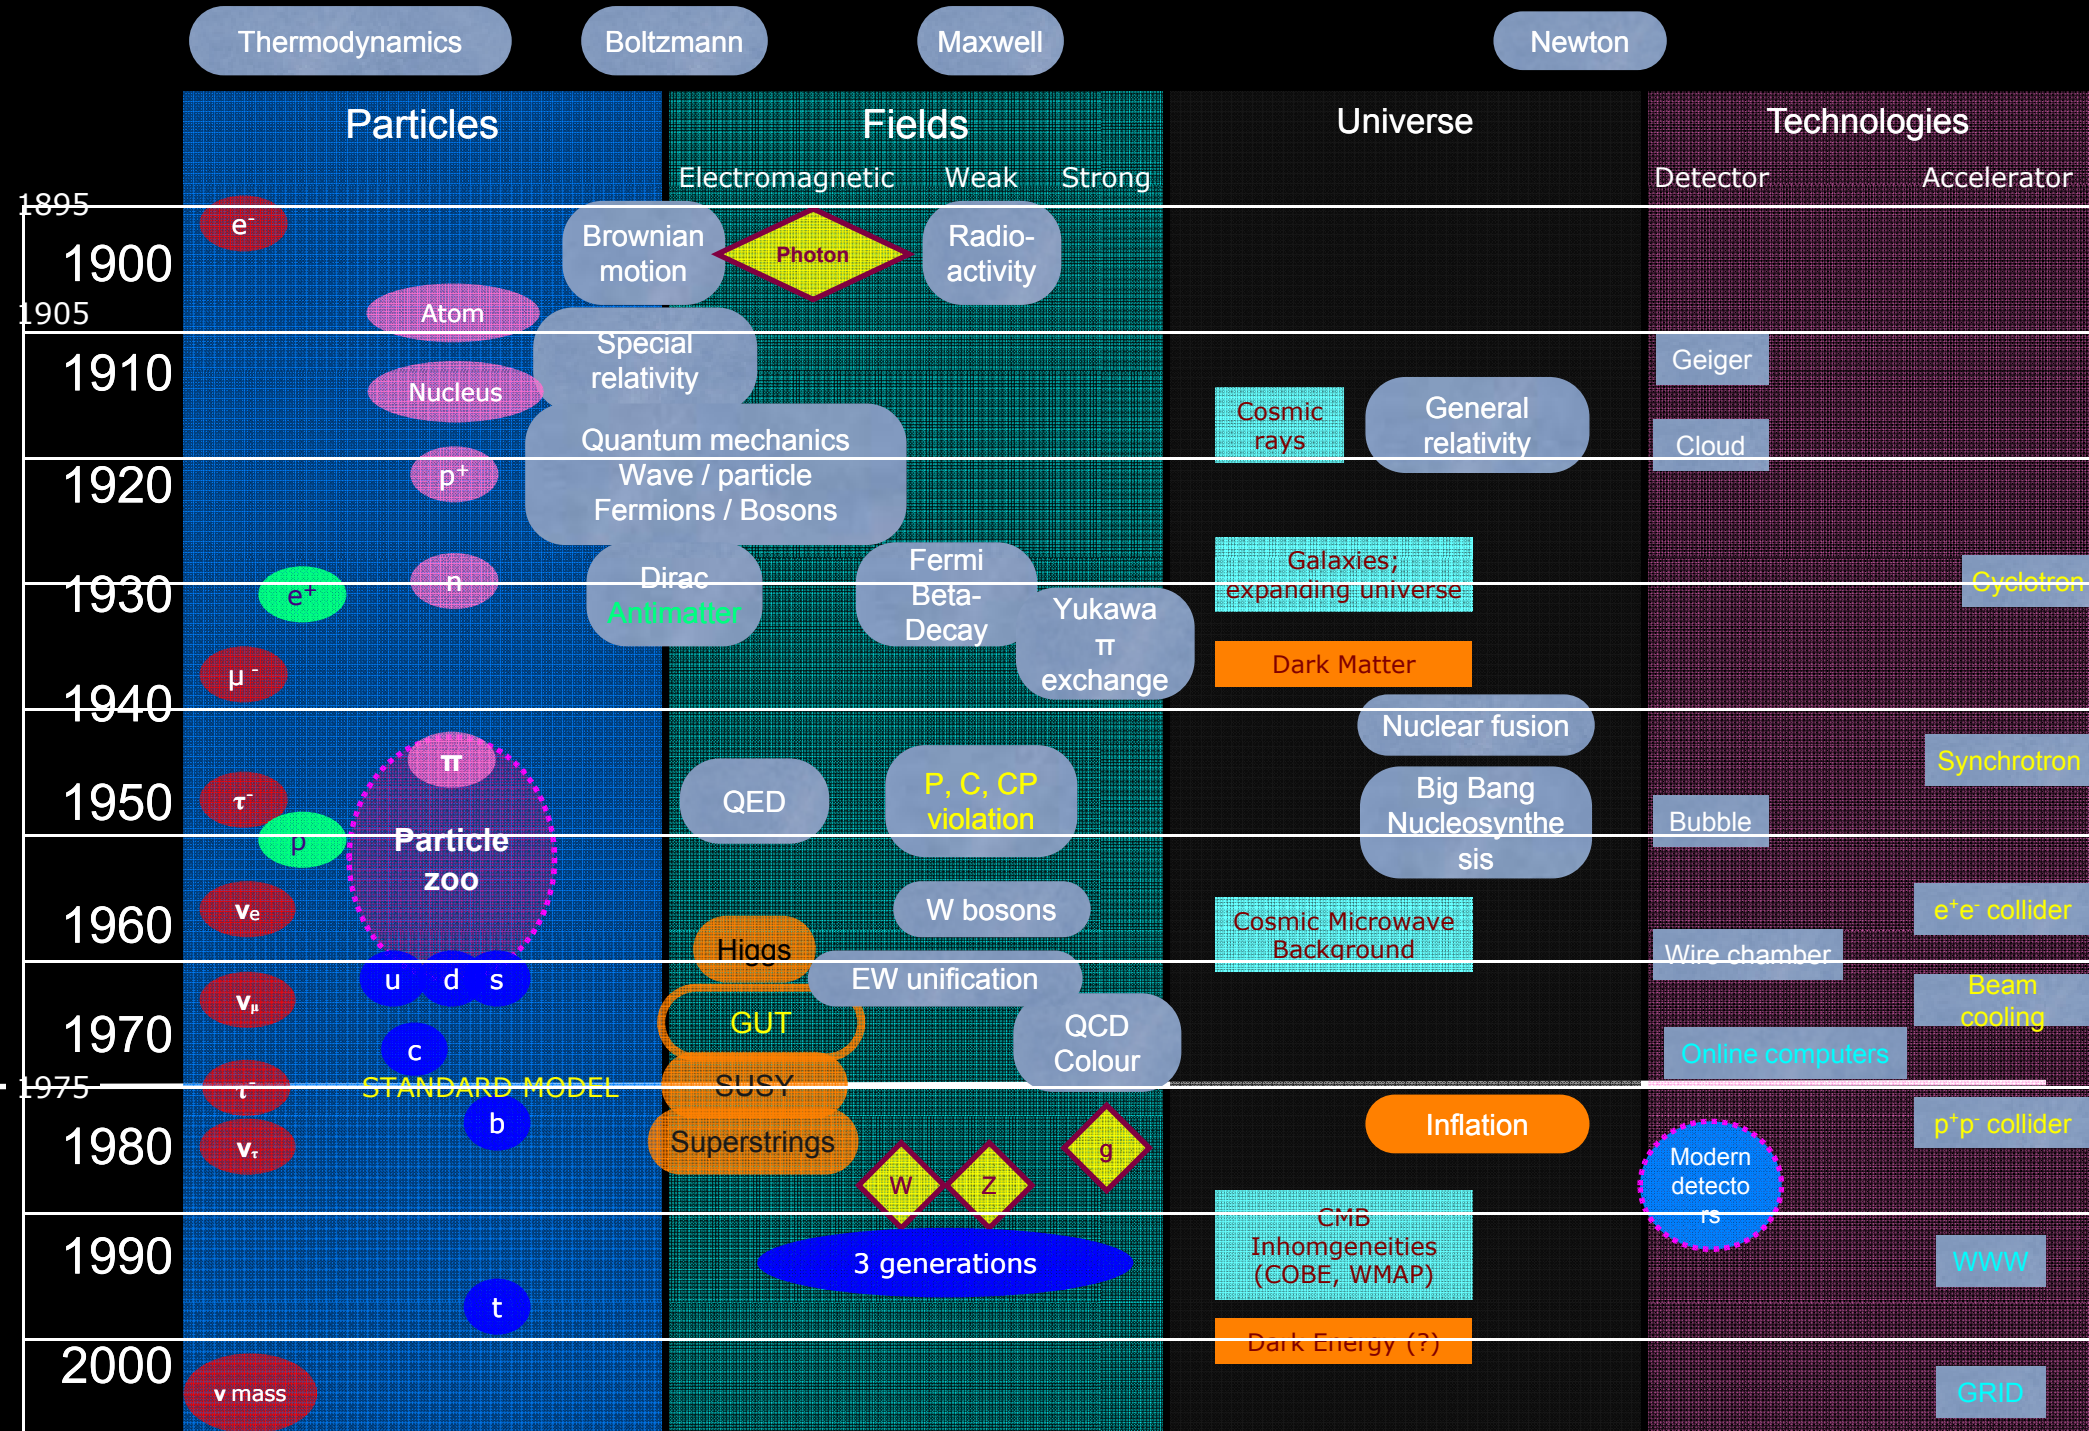 Thermodynamics
Boltzmann
Maxwell
Newton
Particles
Fields
Universe
Technologies
Electromagnetic
Weak
Strong
Detector
Accelerator
1895
e-
Brownian
motion
Photon
Radio-
activity
1900
1905
Atom
Special
relativity
1910
Geiger
Nucleus
Cosmic
rays
General
relativity
Cloud
Quantum mechanics
Wave / particle
Fermions / Bosons
p+
1920
Galaxies;
expanding universe
Fermi
Beta-
Decay
Dirac
Antimatter
n
e+
1930
Cyclotron
Yukawa
π
exchange
μ-
Dark Matter
1940
Nuclear fusion
π
Synchrotron
τ-
1950
QED
P, C, CP
violation
Big Bang
Nucleosynthe
sis
Bubble
p
Particle
zoo
νe
1960
W bosons
Cosmic Microwave
Background
e+e- collider
Higgs
Wire chamber
u
d
s
EW unification
νμ
Beam
cooling
1970
GUT
QCD
Colour
c
Online computers
1975
τ-
STANDARD MODEL
SUSY
b
Inflation
p+p- collider
1980
ντ
Superstrings
g
W
Z
Modern
detecto
rs
CMB
Inhomgeneities
(COBE, WMAP)
1990
3 generations
WWW
t
Dark Energy (?)
2000
ν mass
GRID